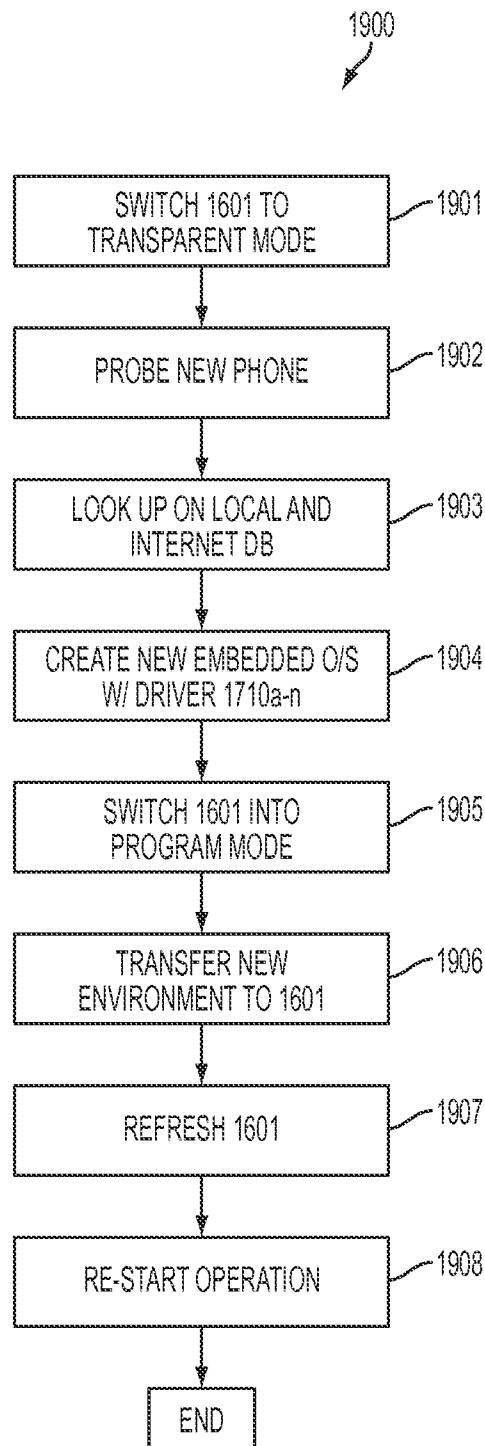 1900
SWITCH 1601 TO
TRANSPARENT MODE
1901
PROBE NEW PHONE
1902
LOOK UP ON LOCAL AND
INTERNET DB
1903
CREATE NEW EMBEDDED O/S
W/ DRIVER 1710a-n
1904
SWITCH 1601 INTO
PROGRAM MODE
1905
TRANSFER NEW
ENVIRONMENT TO 1601
1906
REFRESH 1601
1907
RE-START OPERATION
1908
END